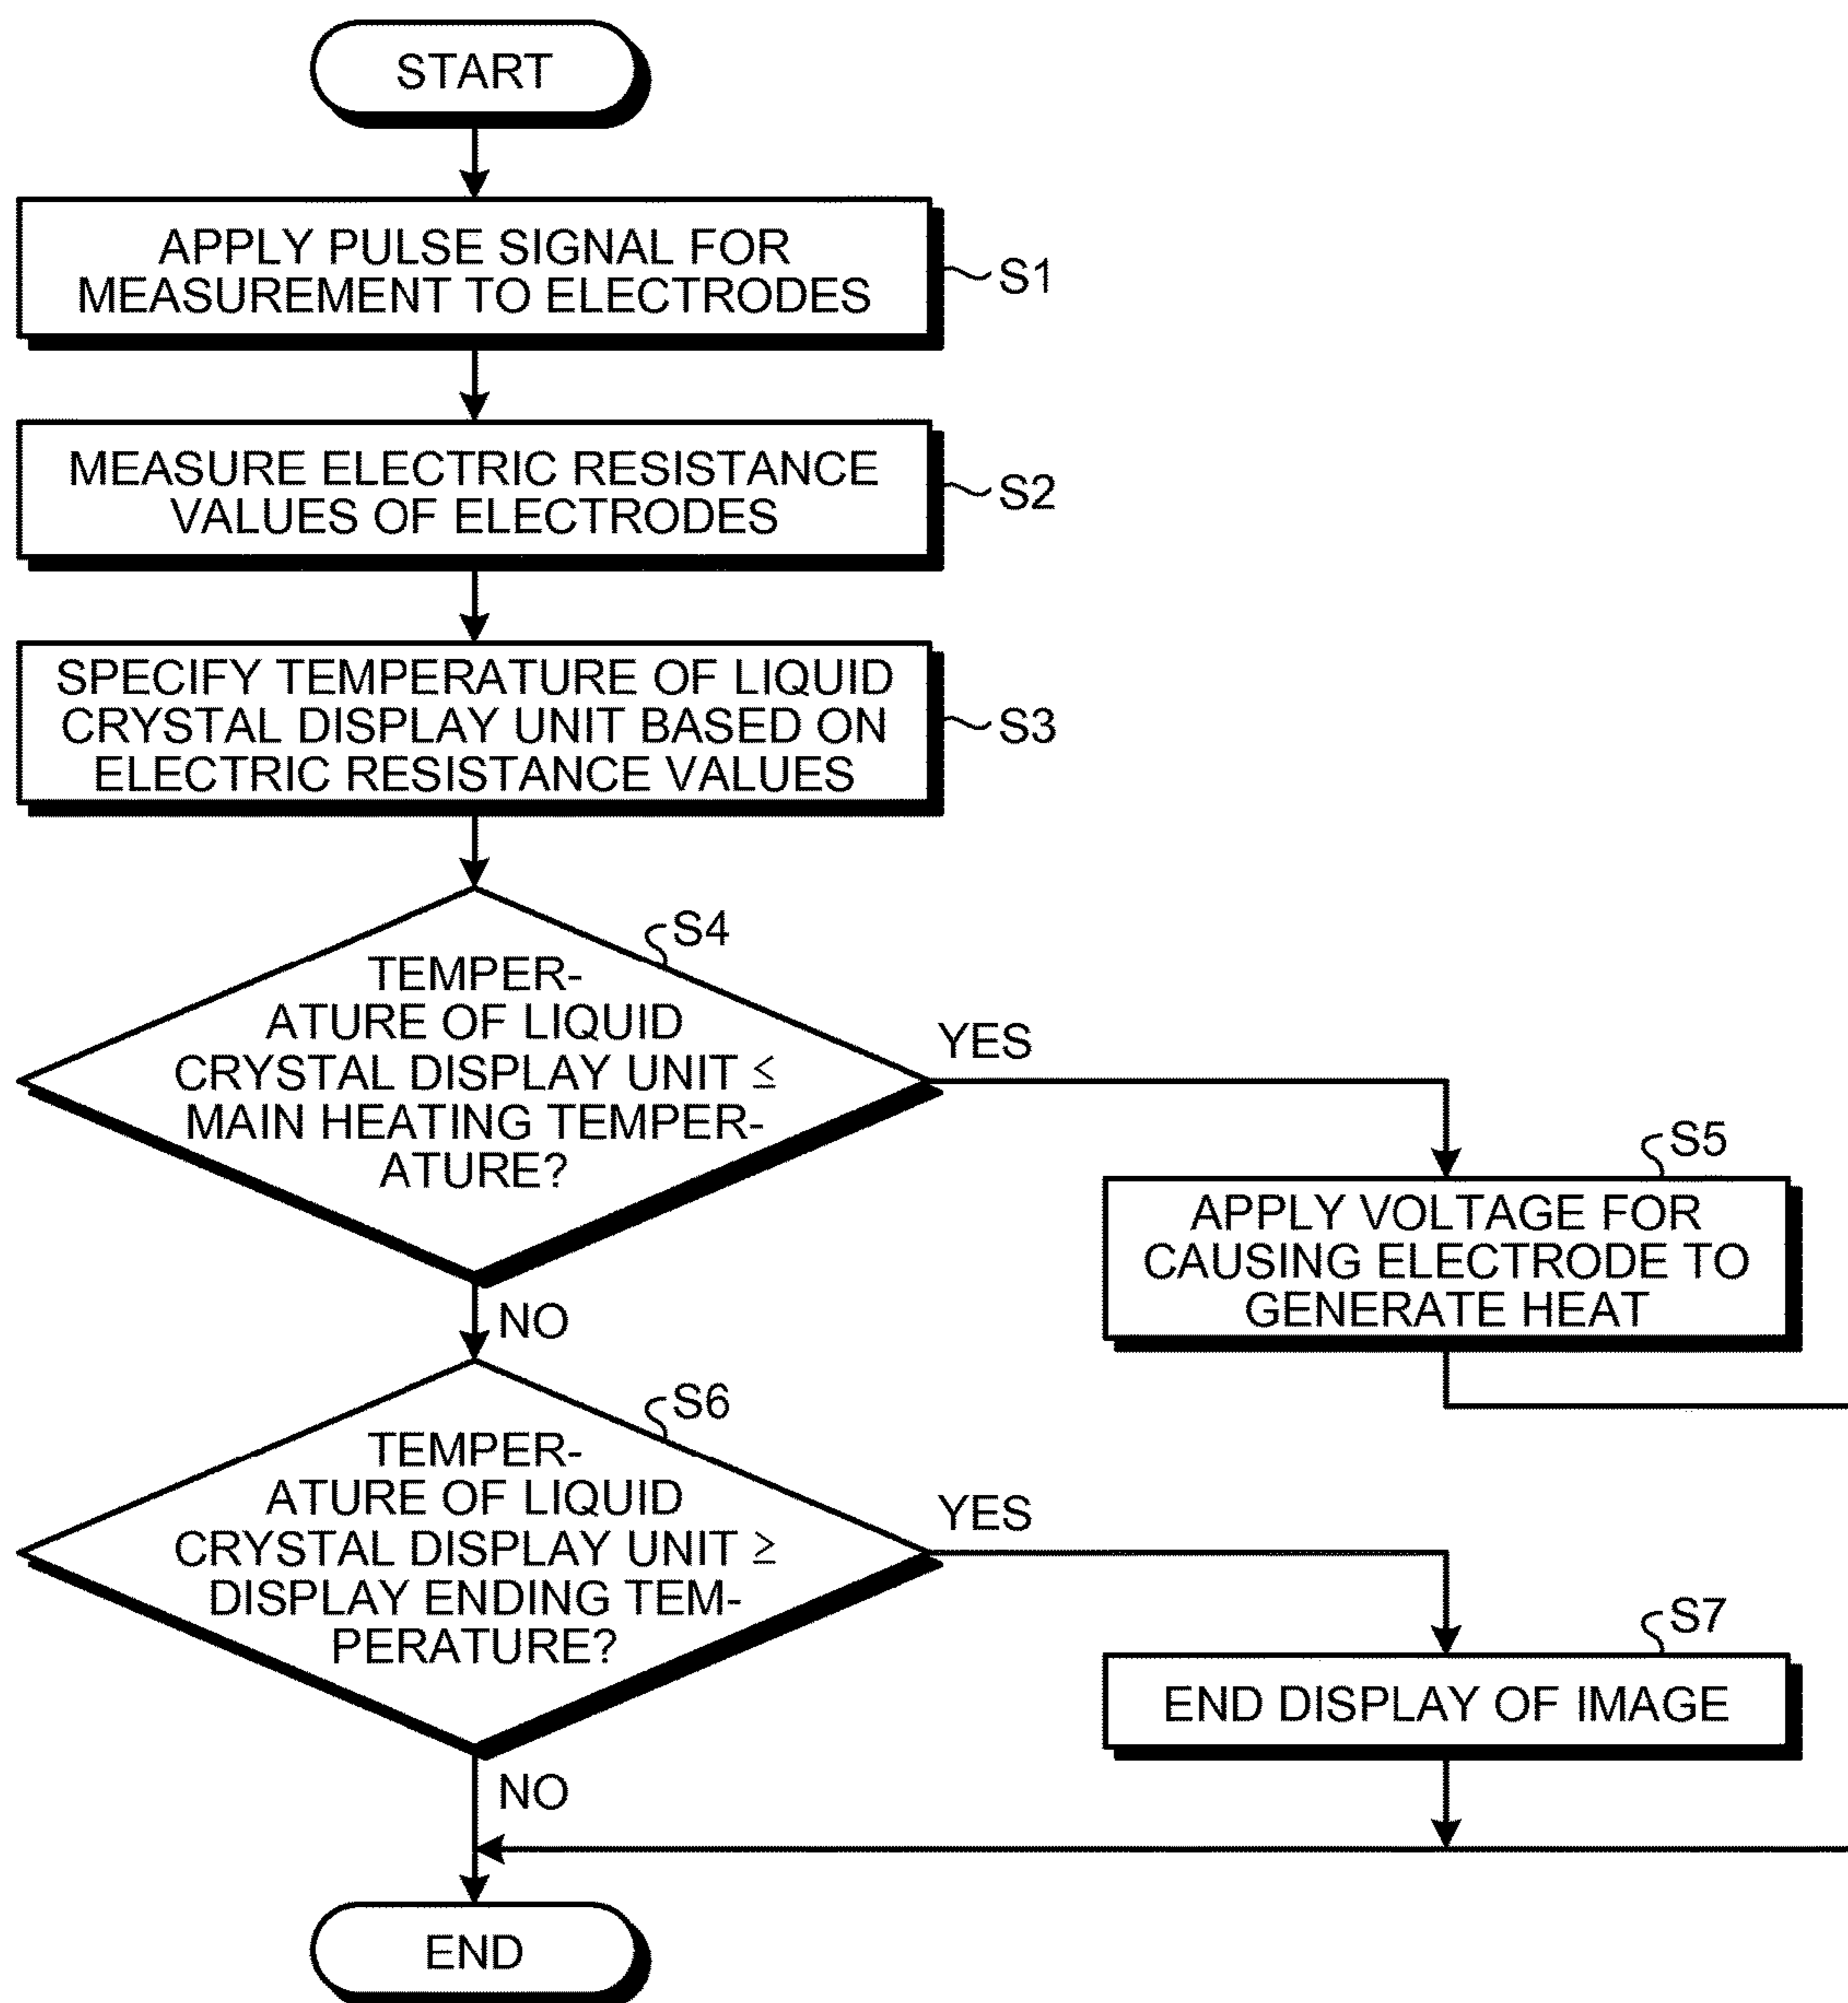 START
APPLY PULSE SIGNAL FOR
MEASUREMENT TO ELECTRODES
S1
MEASURE ELECTRIC RESISTANCE
VALUES OF ELECTRODES
S2
SPECIFY TEMPERATURE OF LIQUID
CRYSTAL DISPLAY UNIT BASED ON
ELECTRIC RESISTANCE VALUES
S3
S4
TEMPER-
ATURE OF LIQUID
CRYSTAL DISPLAY UNIT ≤
MAIN HEATING TEMPER-
ATURE?
YES
S5
APPLY VOLTAGE FOR
CAUSING ELECTRODE TO
GENERATE HEAT
NO
S6
TEMPER-
ATURE OF LIQUID
CRYSTAL DISPLAY UNIT ≥
DISPLAY ENDING TEM-
PERATURE?
YES
S7
END DISPLAY OF IMAGE
NO
END